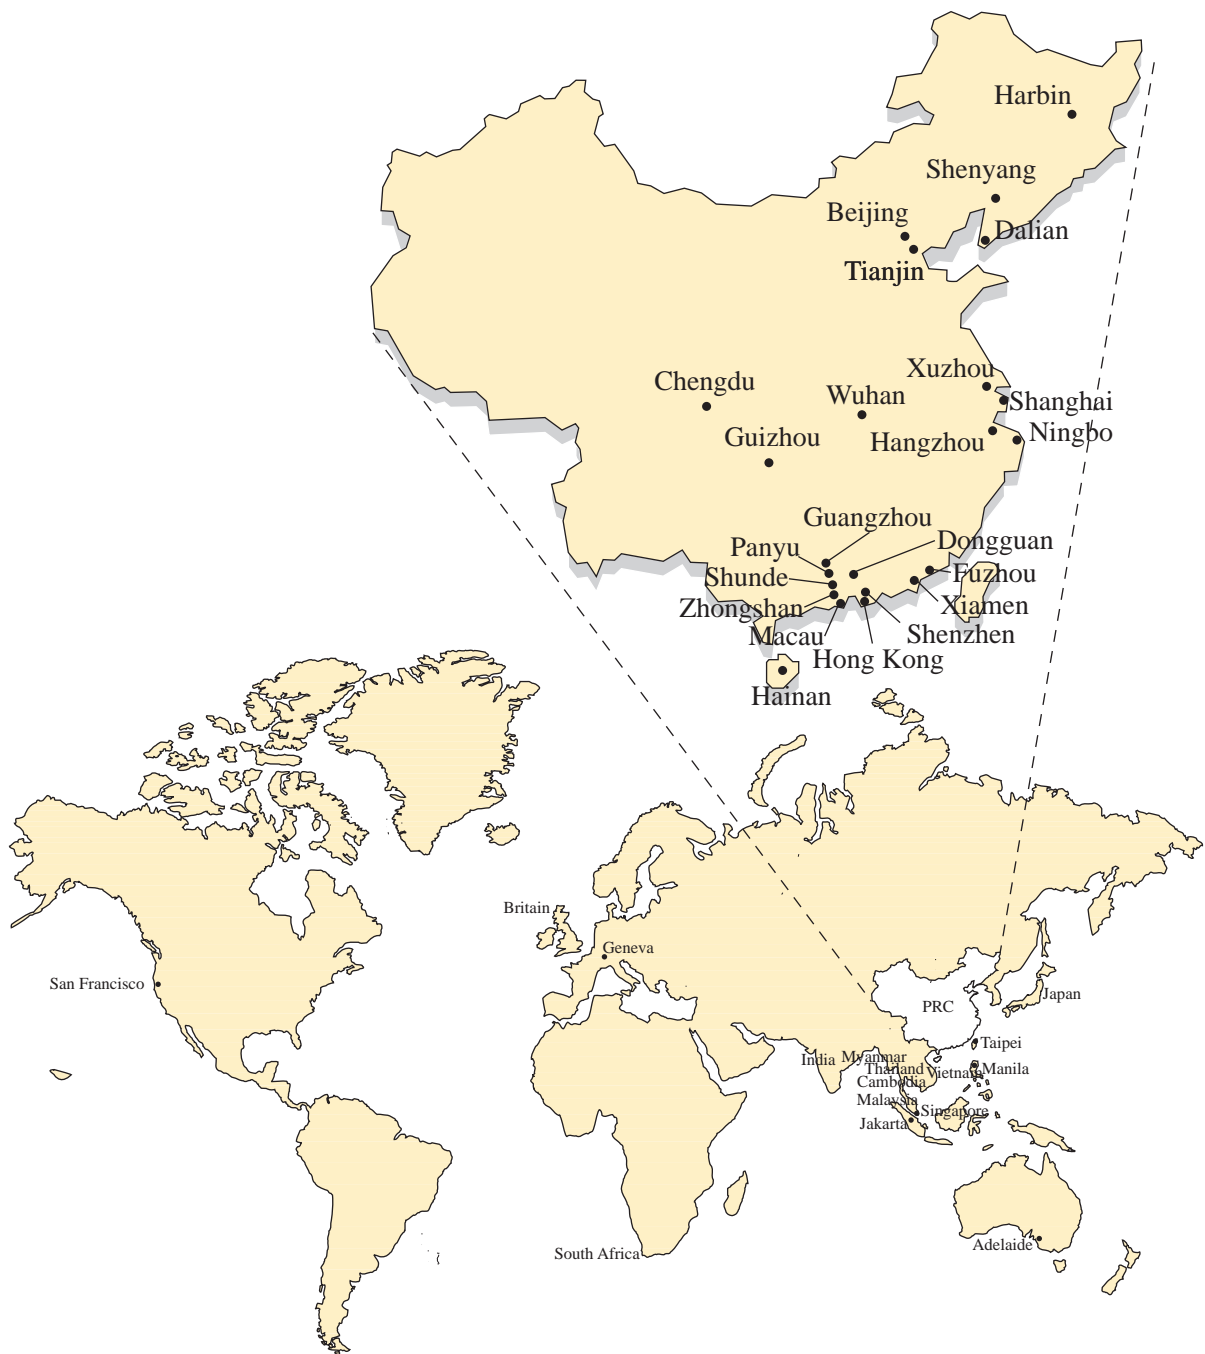 Harbin
Shenyang
Beijing
Dalian
Tianjin
Xuzhou
Chengdu
Wuhan
Shanghai
Guizhou
Hangzhou
Ningbo
Guangzhou
Panyu
Dongguan
Shunde
Fuzhou
Zhongshan
Xiamen
Macau
Shenzhen
Hong Kong
Hainan
Britain
Geneva
San Francisco
PRC
Japan
Taipei
India
Myanmar
Thailand
Vietnam
Manila
Cambodia
Malaysia
Singapore
Jakarta
South Africa
Adelaide